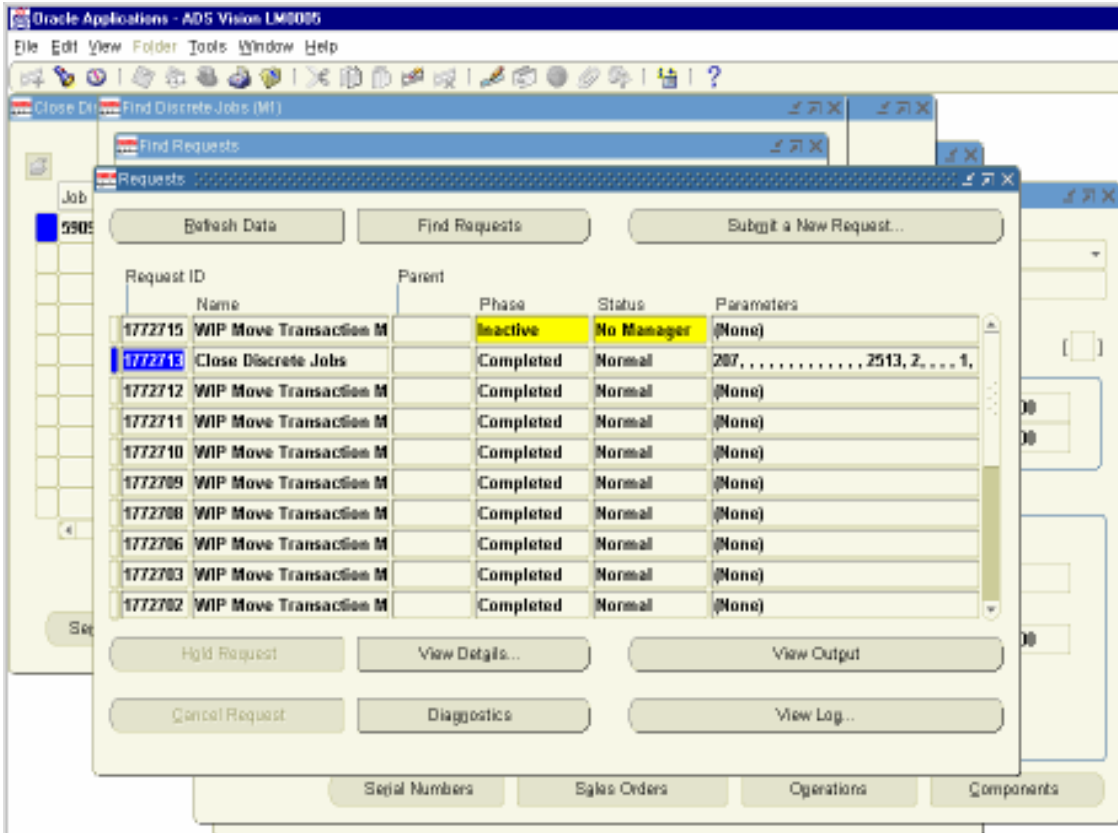 Oracle Applications - ADS Vision LM0005
File Edit View Folder Tools Window Help
Close Dis
Find Discrete Jobs (M1)
Find Requests
Requests
Job
5909
Refresh Data
Find Requests
Submit a New Request...
Request ID
Parent
Name
Phase
Status
Parameters
1772715 WIP Move Transaction M Inactive No Manager (None)
1772713 Close Discrete Jobs Completed Normal 207, , , , , , , , , , , , , 2513, 2, , , , 1,
1772712 WIP Move Transaction M Completed Normal (None)
1772711 WIP Move Transaction M Completed Normal (None)
1772710 WIP Move Transaction M Completed Normal (None)
1772709 WIP Move Transaction M Completed Normal (None)
1772708 WIP Move Transaction M Completed Normal (None)
1772706 WIP Move Transaction M Completed Normal (None)
1772703 WIP Move Transaction M Completed Normal (None)
1772702 WIP Move Transaction M Completed Normal (None)
[ ]
00
00
00
Hold Request
View Details...
View Output
Cancel Request
Diagnostics
View Log...
Serial Numbers
Sales Orders
Operations
Components